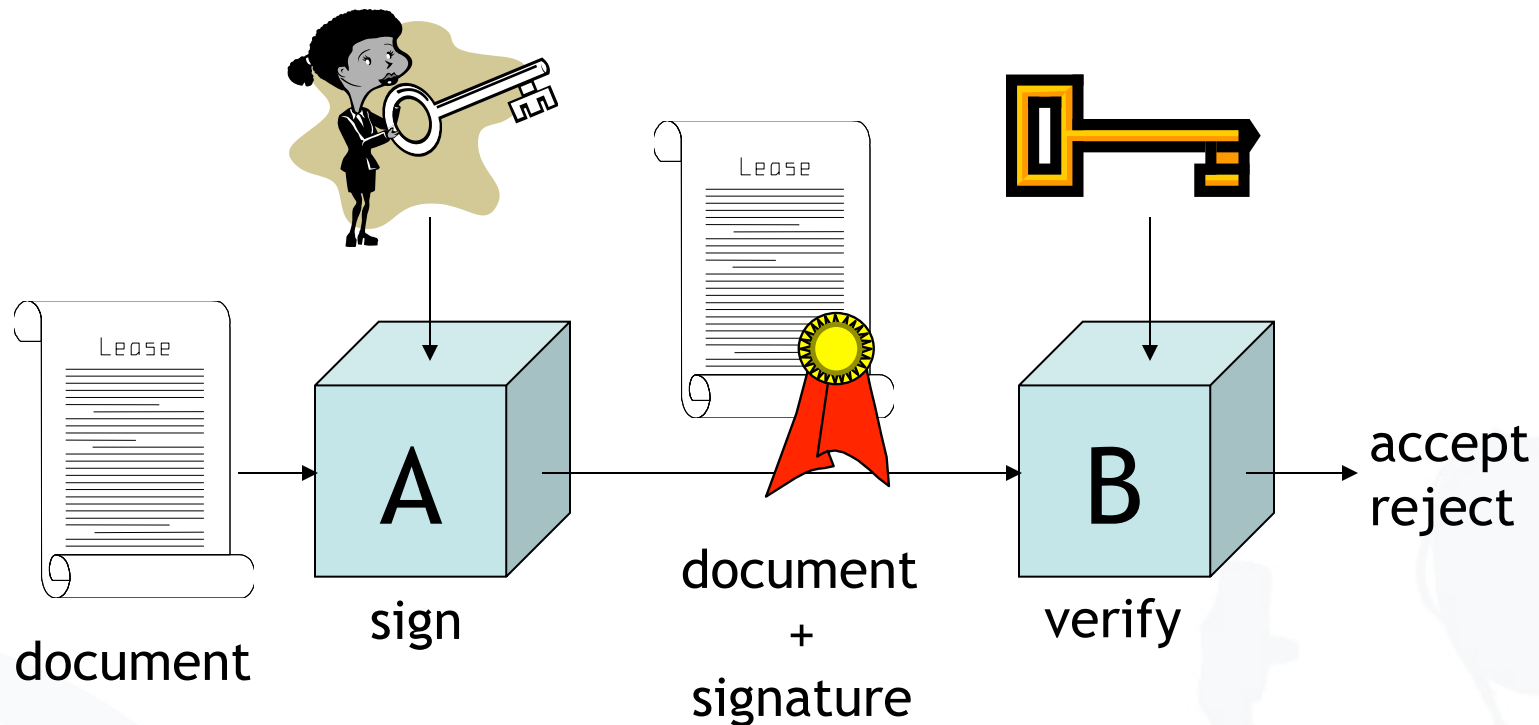 Lease
document
A
sign
Lease
document
+
signature
B
verify
accept
reject